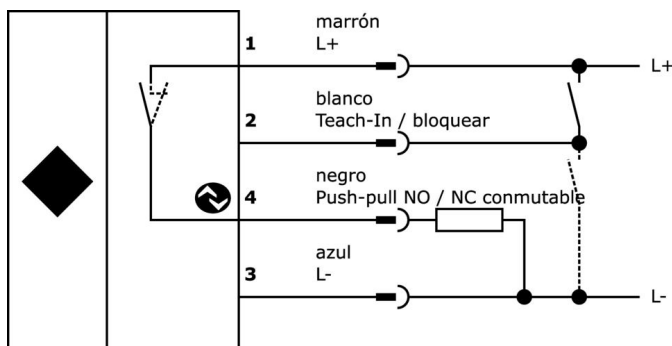 marrón
1 L+ L+
blanco
2 Teach-In / bloquear
negro
4 Push-pull NO / NC conmutable
azul
3 L- L-